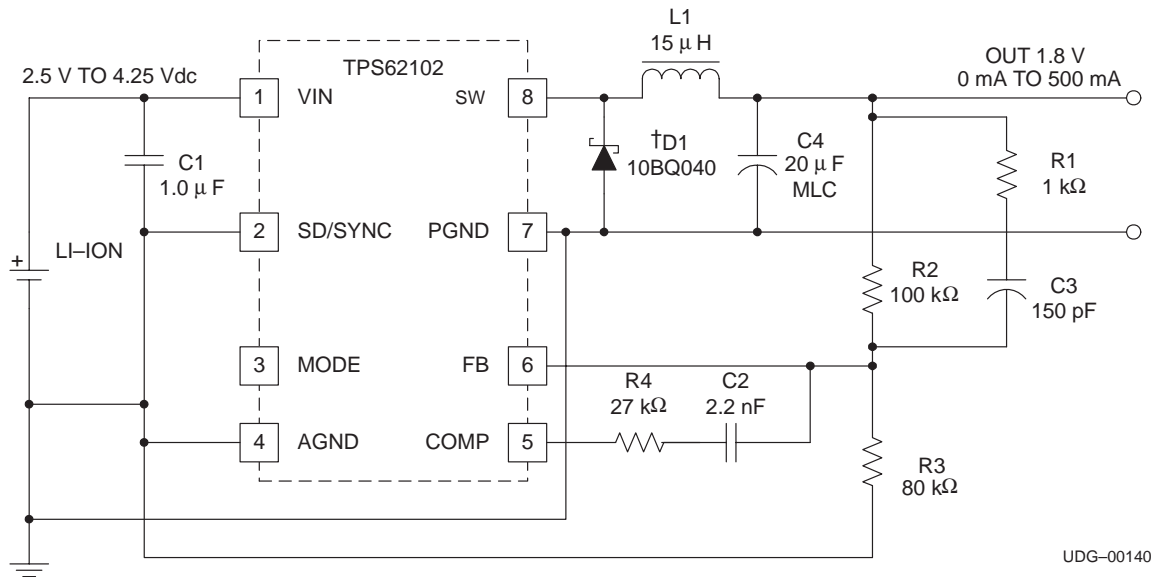 L1
15 μ H
OUT 1.8 V
0 mA TO 500 mA
2.5 V TO 4.25 Vdc
TPS62102
1 VIN
SW 8
C1
1.0 μ F
†D1
10BQ040
C4
20 μ F
MLC
R1
1 kΩ
2 SD/SYNC
PGND 7
+
LI–ION
R2
100 kΩ
C3
150 pF
3 MODE
FB 6
R4
27 kΩ
C2
2.2 nF
4 AGND
COMP 5
R3
80 kΩ
UDG–00140